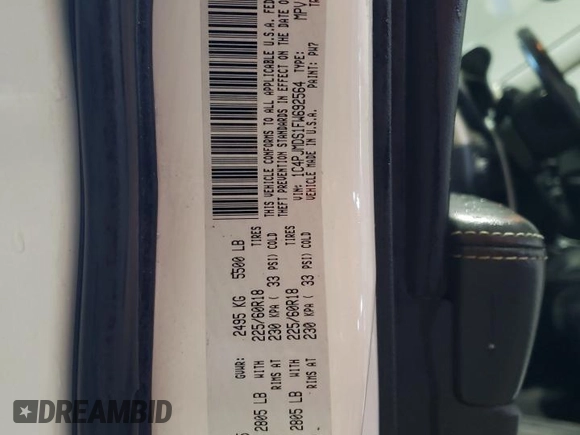 GVWR: 2495 KG 5500 LB
2805 LB WITH 225/60R18 TIRES
RIMS AT 230 KPA ( 33 PSI) COLD
2805 LB WITH 225/60R18 TIRES
RIMS AT 230 KPA ( 33 PSI) COLD
THIS VEHICLE CONFORMS TO ALL APPLICABLE U.S.A. FED
THEFT PREVENTION STANDARDS IN EFFECT ON THE DATE O
VIN: 1C4PJMDS1FW692564 TYPE: MPV
VEHICLE MADE IN U.S.A. PAINT: PW7
DREAMBID